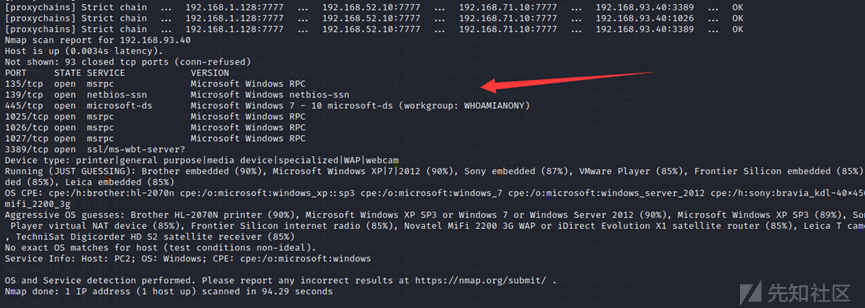 [proxychains] Strict chain ... 192.168.1.128:7777 ... 192.168.52.10:7777 ... 192.168.71.10:7777 ... 192.168.93.40:3389 ... OK
[proxychains] Strict chain ... 192.168.1.128:7777 ... 192.168.52.10:7777 ... 192.168.71.10:7777 ... 192.168.93.40:1026 ... OK
[proxychains] Strict chain ... 192.168.1.128:7777 ... 192.168.52.10:7777 ... 192.168.71.10:7777 ... 192.168.93.40:3389 ... OK
Nmap scan report for 192.168.93.40
Host is up (0.0034s latency).
Not shown: 93 closed tcp ports (conn-refused)
PORT STATE SERVICE VERSION
135/tcp open msrpc Microsoft Windows RPC
139/tcp open netbios-ssn Microsoft Windows netbios-ssn
445/tcp open microsoft-ds Microsoft Windows 7 - 10 microsoft-ds (workgroup: WHOAMIANONY)
1025/tcp open msrpc Microsoft Windows RPC
1026/tcp open msrpc Microsoft Windows RPC
1027/tcp open msrpc Microsoft Windows RPC
3389/tcp open ssl/ms-wbt-server?
Device type: printer|general purpose|media device|specialized|WAP|webcam
Running (JUST GUESSING): Brother embedded (90%), Microsoft Windows XP|7|2012 (90%), Sony embedded (87%), VMware Player (85%), Frontier Silicon embedded (85%
ded (85%), Leica embedded (85%)
OS CPE: cpe:/h:brother:hl-2070n cpe:/o:microsoft:windows_xp::sp3 cpe:/o:microsoft:windows_7 cpe:/o:microsoft:windows_server_2012 cpe:/h:sony:bravia_kdl-40×45
mifi_2200_3g
Aggressive OS guesses: Brother HL-2070N printer (90%), Microsoft Windows XP SP3 or Windows 7 or Windows Server 2012 (90%), Microsoft Windows XP SP3 (89%), Son
Player virtual NAT device (85%), Frontier Silicon internet radio (85%), Novatel MiFi 2200 3G WAP or iDirect Evolution X1 satellite router (85%), Leica T came
, TechniSat Digicorder HD S2 satellite receiver (85%)
No exact OS matches for host (test conditions non-ideal).
Service Info: Host: PC2; OS: Windows; CPE: cpe:/o:microsoft:windows
OS and Service detection performed. Please report any incorrect results at https://nmap.org/submit/ .
Nmap done: 1 IP address (1 host up) scanned in 94.29 seconds
先知社区